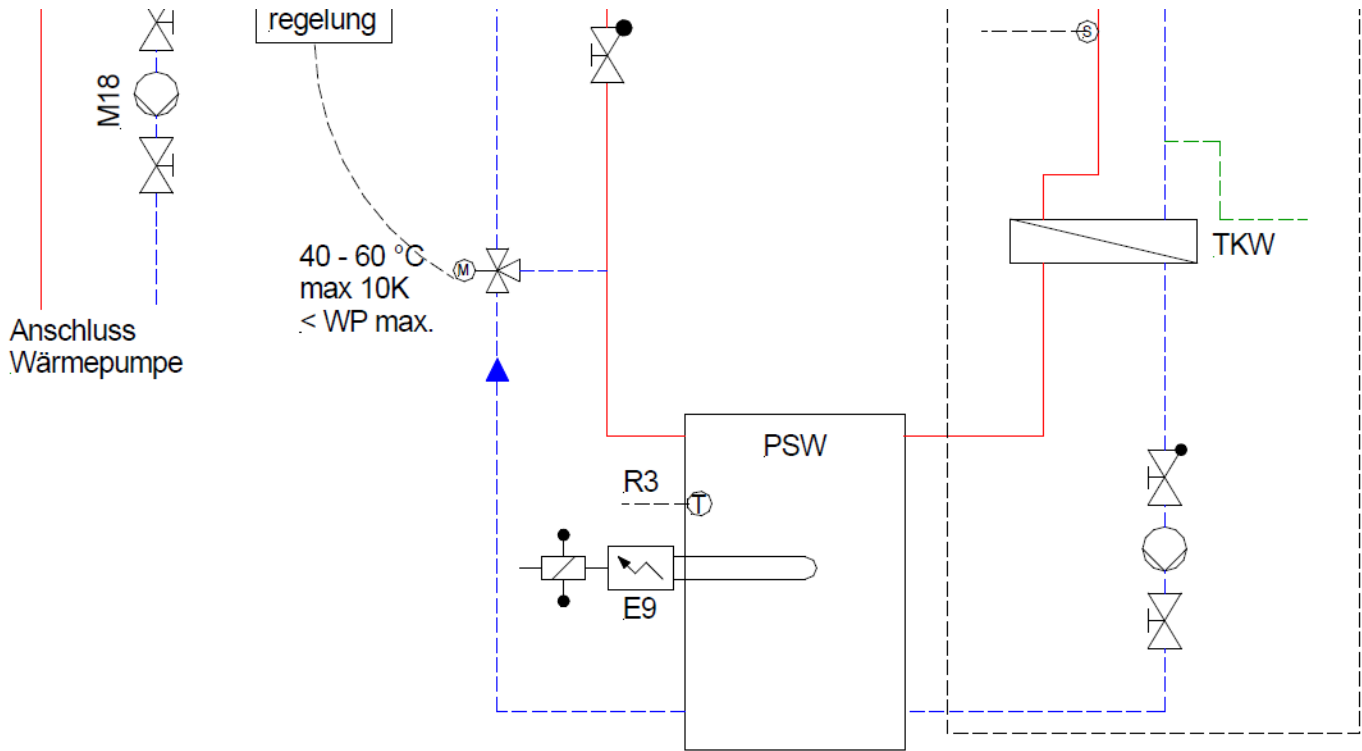 regelung
S
M18
40 - 60 °C
max 10K
< WP max.
M
TKW
Anschluss
Wärmepumpe
PSW
R3
T
E9